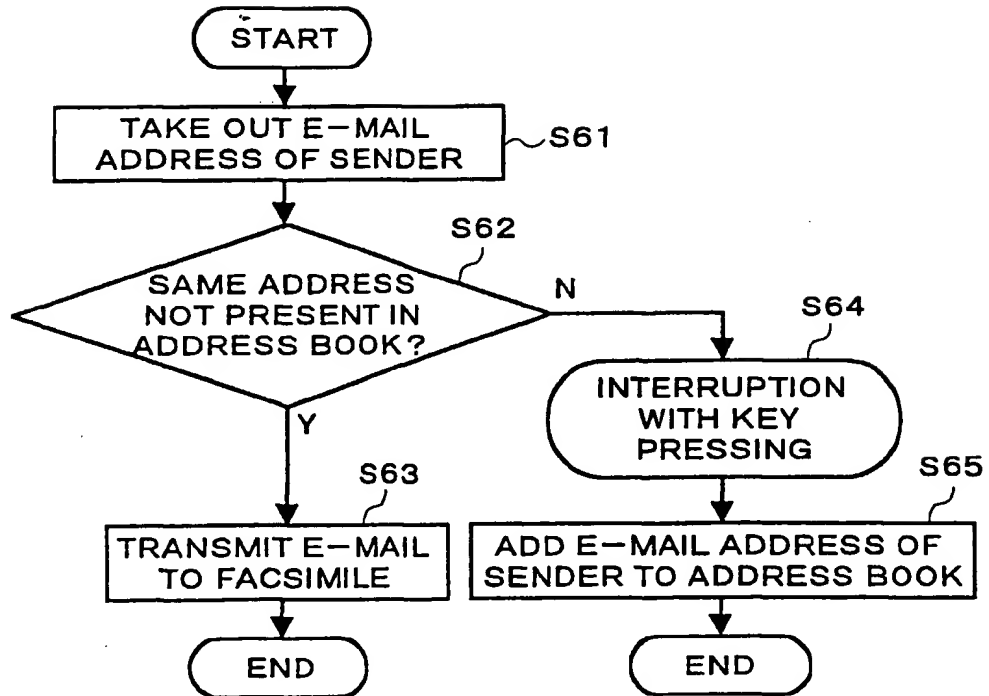 START
TAKE OUT E-MAIL
ADDRESS OF SENDER
S61
S62
SAME ADDRESS
NOT PRESENT IN
ADDRESS BOOK?
N
Y
S64
INTERRUPTION
WITH KEY
PRESSING
S63
TRANSMIT E-MAIL
TO FACSIMILE
S65
ADD E-MAIL ADDRESS OF
SENDER TO ADDRESS BOOK
END
END